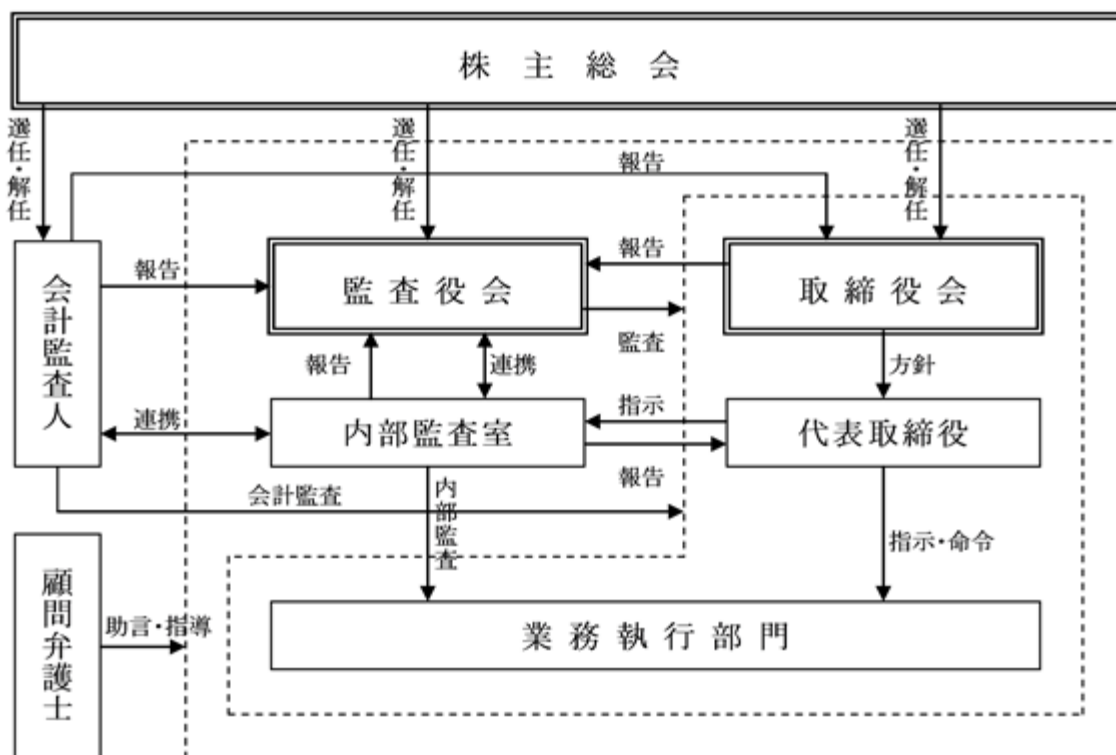 株主総会
選任・解任
選任・解任
選任・解任
報告
会計監査人
報告
監査役会
報告
取締役会
監査
報告
連携
方針
連携
内部監査室
指示
代表取締役
報告
会計監査
内部監査
指示・命令
顧問弁護士
助言・指導
業務執行部門